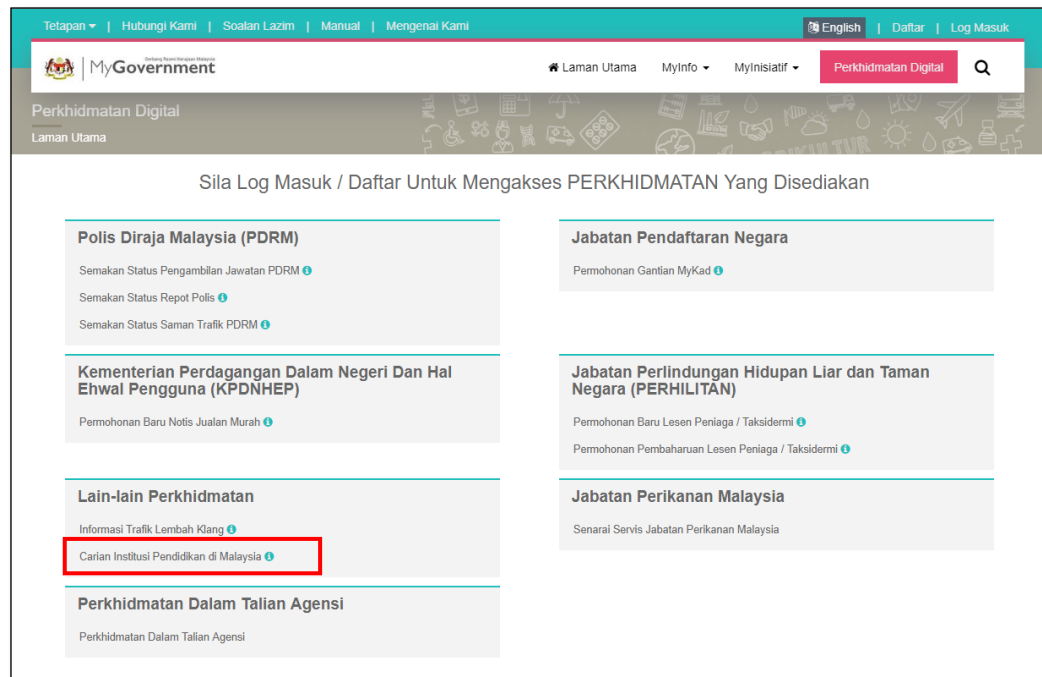 Tetapan | Hubungi Kami | Soalan Lazim | Manual | Mengenai Kami
English | Daftar | Log Masuk
Gerbang Rasmi Kerajaan Malaysia
MyGovernment
Laman Utama MyInfo MyInisiatif Perkhidmatan Digital
Perkhidmatan Digital
Laman Utama
Sila Log Masuk / Daftar Untuk Mengakses PERKHIDMATAN Yang Disediakan
Polis Diraja Malaysia (PDRM)
Semakan Status Pengambilan Jawatan PDRM
Semakan Status Repot Polis
Semakan Status Saman Trafik PDRM
Jabatan Pendaftaran Negara
Permohonan Gantian MyKad
Kementerian Perdagangan Dalam Negeri Dan Hal
Ehwal Pengguna (KPDNHEP)
Permohonan Baru Notis Jualan Murah
Jabatan Perlindungan Hidupan Liar dan Taman
Negara (PERHILITAN)
Permohonan Baru Lesen Peniaga / Taksidermi
Permohonan Pembaharuan Lesen Peniaga / Taksidermi
Lain-lain Perkhidmatan
Informasi Trafik Lembah Klang
Carian Institusi Pendidikan di Malaysia
Jabatan Perikanan Malaysia
Senarai Servis Jabatan Perikanan Malaysia
Perkhidmatan Dalam Talian Agensi
Perkhidmatan Dalam Talian Agensi